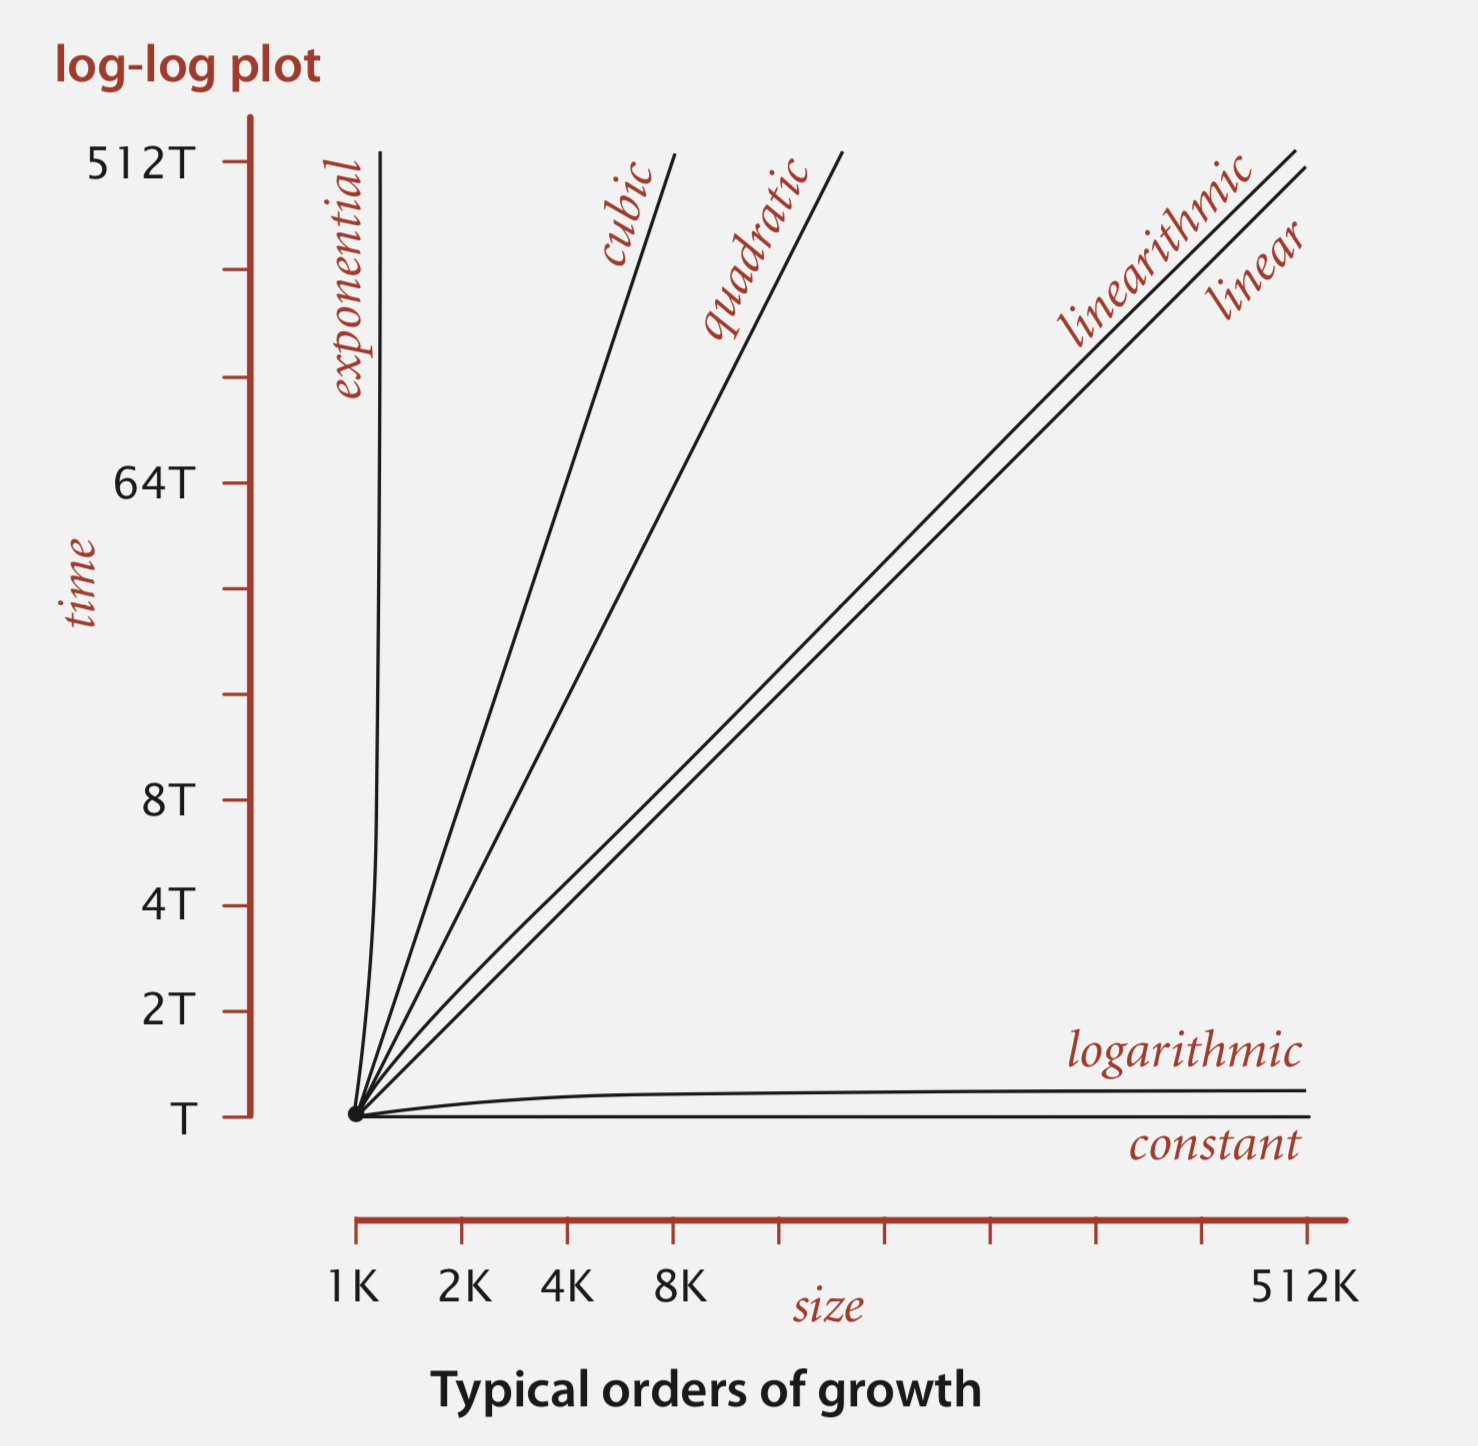 log-log plot
512T
64T
8T
4T
2T
T
time
exponential
cubic
quadratic
linearithmic
linear
logarithmic
constant
1K 2K 4K 8K 512K
size
Typical orders of growth